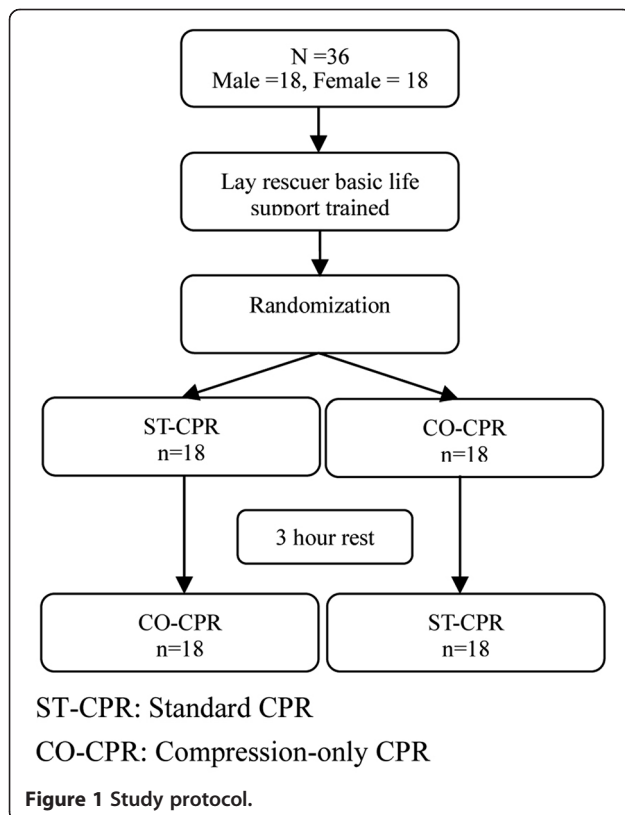 N =36
Male =18, Female = 18
Lay rescuer basic life
support trained
Randomization
ST-CPR
n=18
CO-CPR
n=18
3 hour rest
CO-CPR
n=18
ST-CPR
n=18
ST-CPR: Standard CPR
CO-CPR: Compression-only CPR
Figure 1 Study protocol.